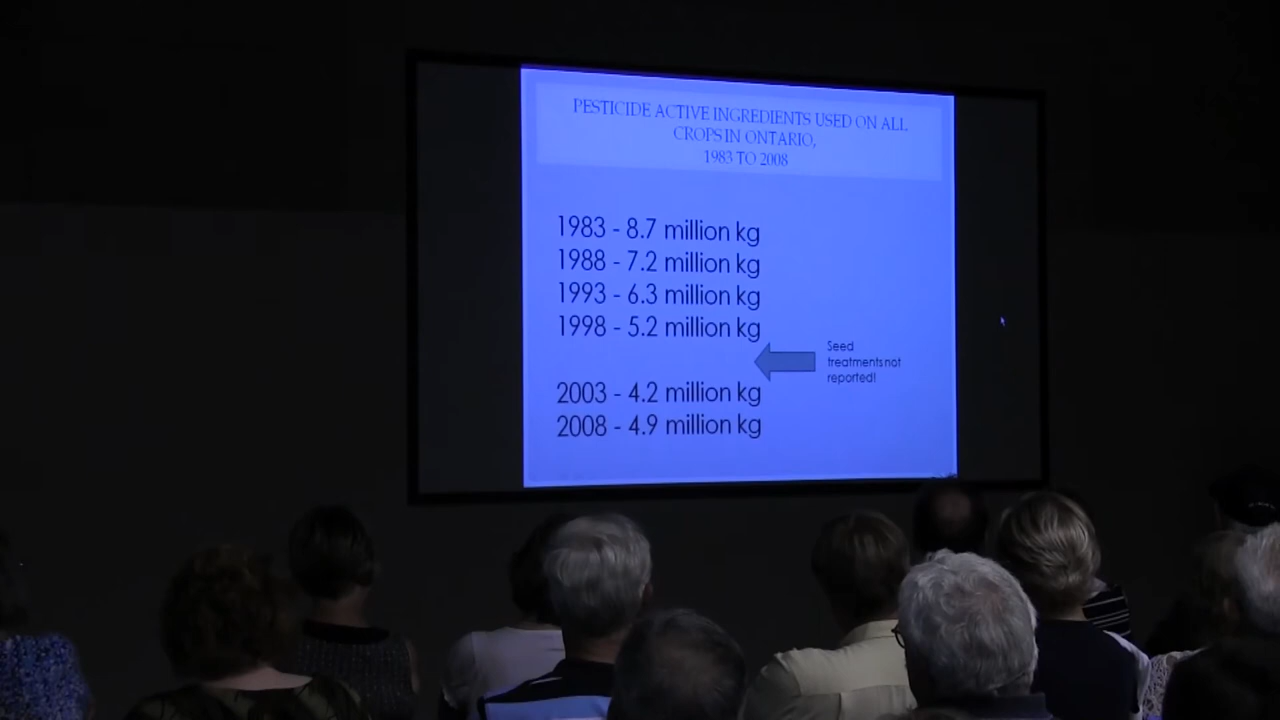 PESTICIDE ACTIVE INGREDIENTS USED ON ALL
CROPS IN ONTARIO,
1983 TO 2008
1983 - 8.7 million kg
1988 - 7.2 million kg
1993 - 6.3 million kg
1998 - 5.2 million kg
Seed
treatments not
reported!
2003 - 4.2 million kg
2008 - 4.9 million kg